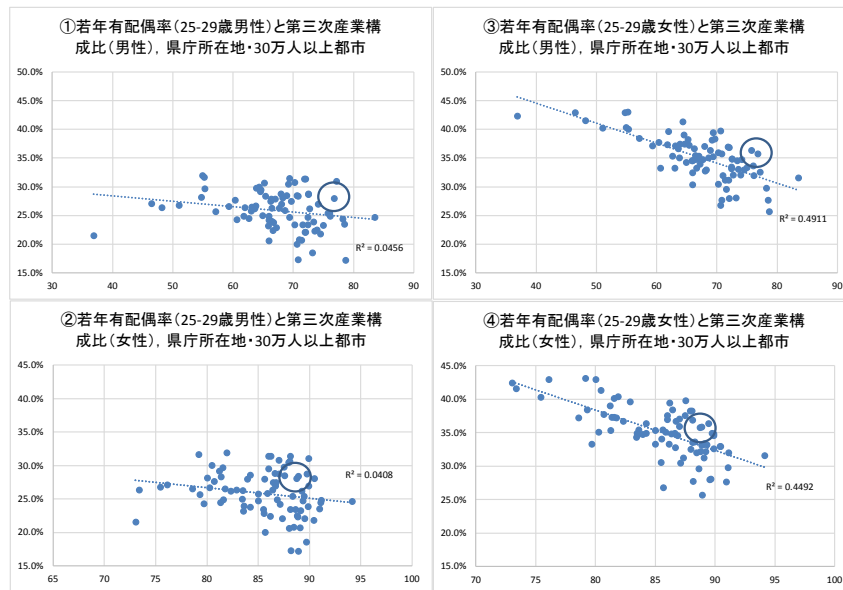 ①若年有配偶率(25-29歳男性)と第三次産業構
成比(男性)，県庁所在地・30万人以上都市
50.0%
45.0%
40.0%
35.0%
30.0%
25.0%
20.0%
15.0%
R² = 0.0456
30 40 50 60 70 80 90
③若年有配偶率(25-29歳女性)と第三次産業構
成比(男性)，県庁所在地・30万人以上都市
50.0%
45.0%
40.0%
35.0%
30.0%
25.0%
20.0%
15.0%
R² = 0.4911
30 40 50 60 70 80 90
②若年有配偶率(25-29歳男性)と第三次産業構
成比(女性)，県庁所在地・30万人以上都市
45.0%
40.0%
35.0%
30.0%
25.0%
20.0%
15.0%
R² = 0.0408
65 70 75 80 85 90 95 100
④若年有配偶率(25-29歳女性)と第三次産業構
成比(女性)，県庁所在地・30万人以上都市
45.0%
40.0%
35.0%
30.0%
25.0%
20.0%
15.0%
R² = 0.4492
70 75 80 85 90 95 100